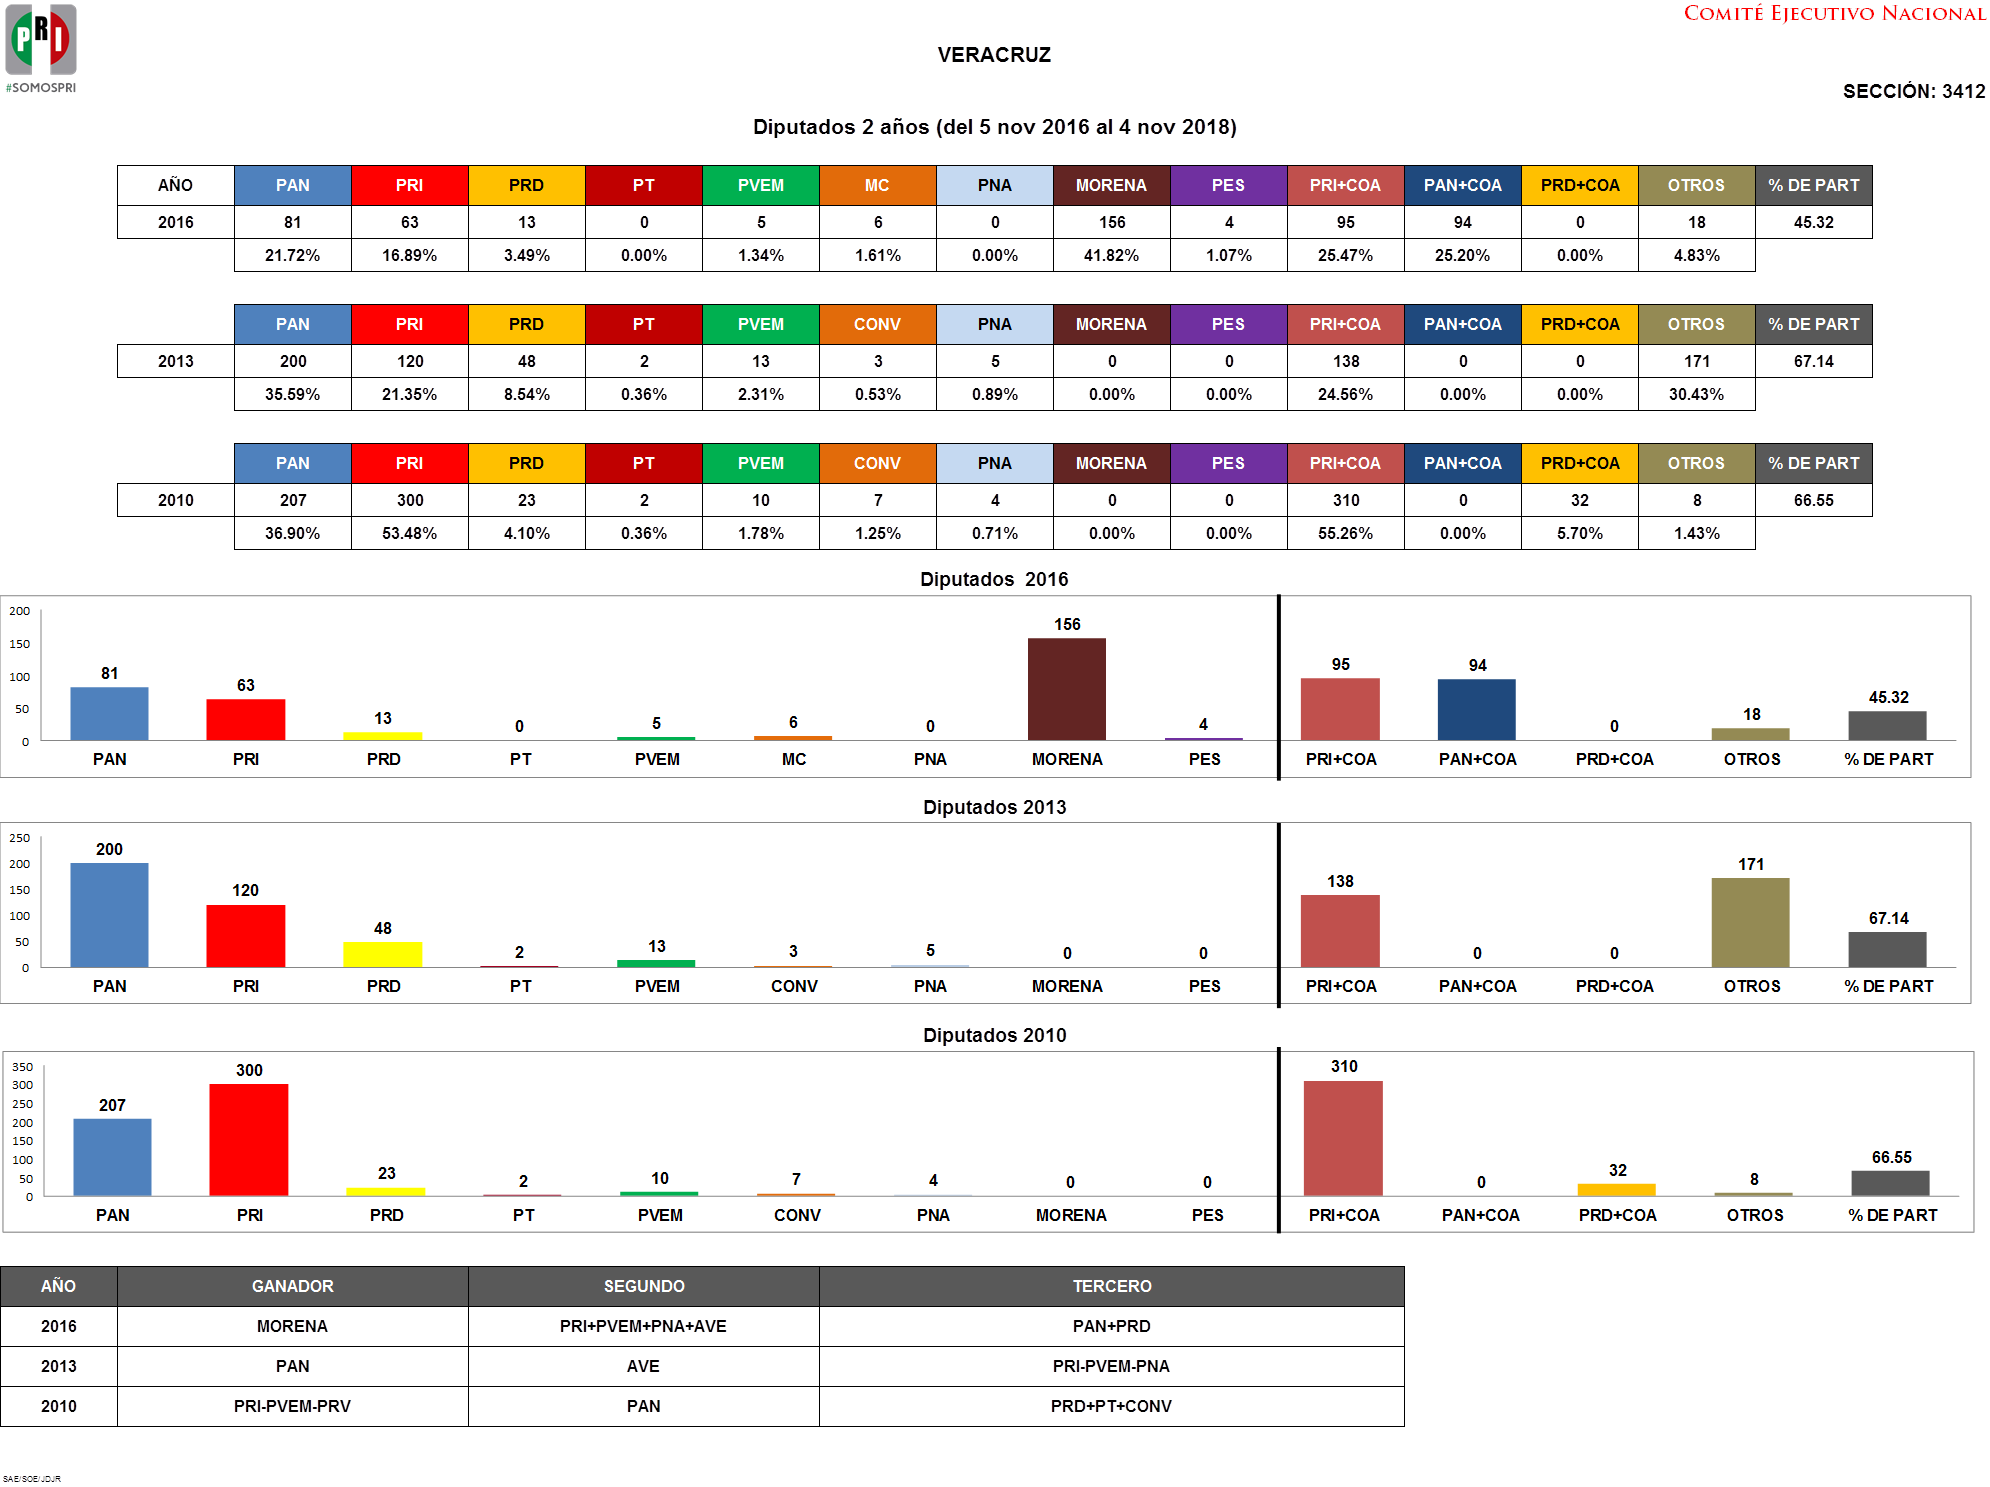 PRI
#SOMOSPRI
COMITÉ EJECUTIVO NACIONAL
VERACRUZ
SECCIÓN: 3412
Diputados 2 años (del 5 nov 2016 al 4 nov 2018)
AÑO PAN PRI PRD PT PVEM MC PNA MORENA PES PRI+COA PAN+COA PRD+COA OTROS % DE PART
2016 81 63 13 0 5 6 0 156 4 95 94 0 18 45.32
21.72% 16.89% 3.49% 0.00% 1.34% 1.61% 0.00% 41.82% 1.07% 25.47% 25.20% 0.00% 4.83%
PAN PRI PRD PT PVEM CONV PNA MORENA PES PRI+COA PAN+COA PRD+COA OTROS % DE PART
2013 200 120 48 2 13 3 5 0 0 138 0 0 171 67.14
35.59% 21.35% 8.54% 0.36% 2.31% 0.53% 0.89% 0.00% 0.00% 24.56% 0.00% 0.00% 30.43%
PAN PRI PRD PT PVEM CONV PNA MORENA PES PRI+COA PAN+COA PRD+COA OTROS % DE PART
2010 207 300 23 2 10 7 4 0 0 310 0 32 8 66.55
36.90% 53.48% 4.10% 0.36% 1.78% 1.25% 0.71% 0.00% 0.00% 55.26% 0.00% 5.70% 1.43%
Diputados 2016
200
150
100
50
0
81 63 13 0 5 6 0 156 4 95 94 0 18 45.32
PAN PRI PRD PT PVEM MC PNA MORENA PES PRI+COA PAN+COA PRD+COA OTROS % DE PART
Diputados 2013
250
200
150
100
50
0
200 120 48 2 13 3 5 0 0 138 0 0 171 67.14
PAN PRI PRD PT PVEM CONV PNA MORENA PES PRI+COA PAN+COA PRD+COA OTROS % DE PART
Diputados 2010
350
300
250
200
150
100
50
0
207 300 23 2 10 7 4 0 0 310 0 32 8 66.55
PAN PRI PRD PT PVEM CONV PNA MORENA PES PRI+COA PAN+COA PRD+COA OTROS % DE PART
AÑO GANADOR SEGUNDO TERCERO
2016 MORENA PRI+PVEM+PNA+AVE PAN+PRD
2013 PAN AVE PRI-PVEM-PNA
2010 PRI-PVEM-PRV PAN PRD+PT+CONV
SAE/SOE/JDJR